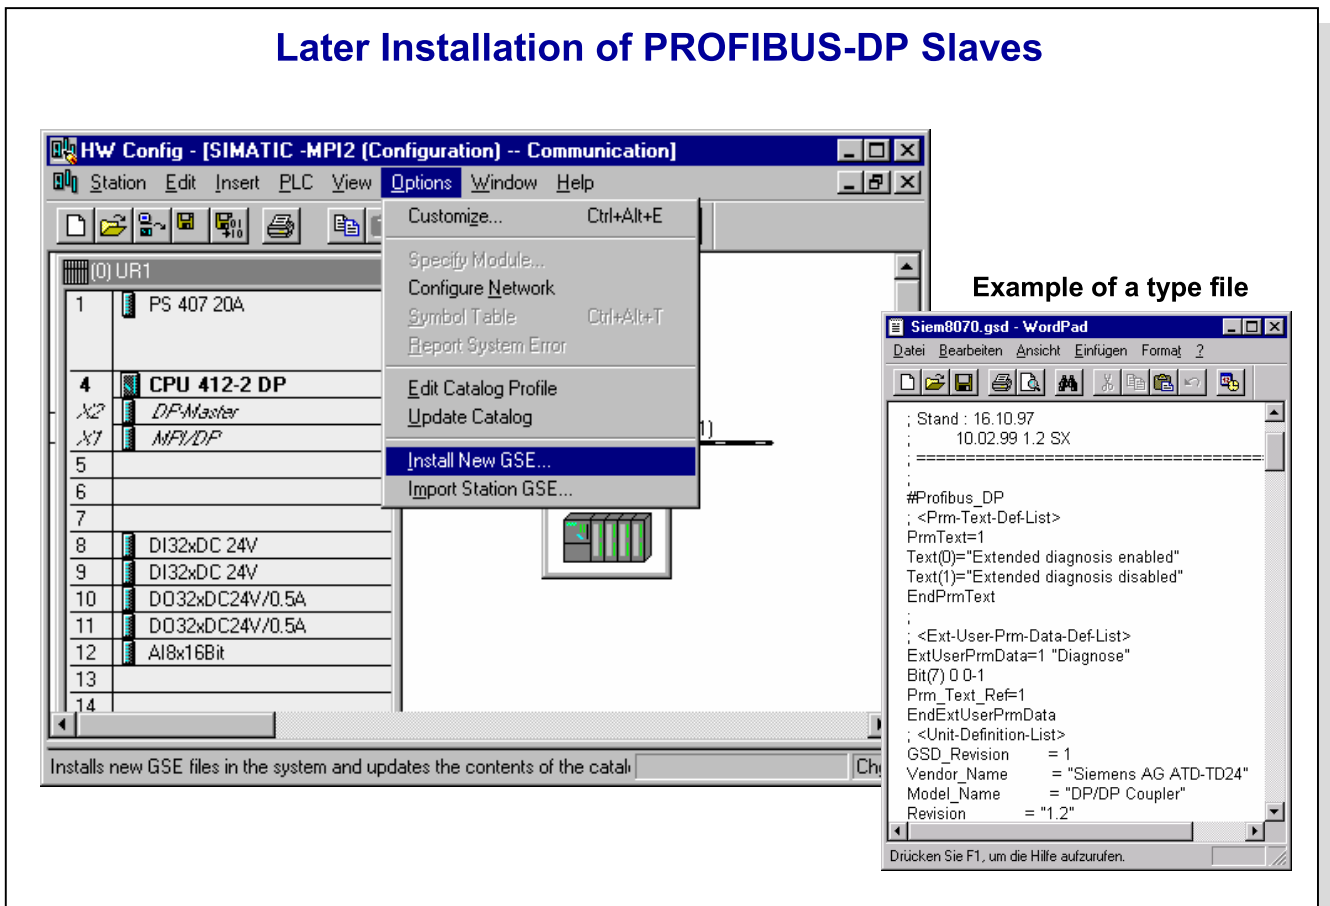 Later Installation of PROFIBUS-DP Slaves
HW Config - [SIMATIC -MPI2 (Configuration) -- Communication]
Station Edit Insert PLC View Options Window Help
Customize... Ctrl+Alt+E
Specify Module...
Configure Network
Symbol Table Ctrl+Alt+T
Report System Error
Edit Catalog Profile
Update Catalog
Install New GSE...
Import Station GSE...
(0) UR1
1 PS 407 20A
4 CPU 412-2 DP
X2 DP-Master
X1 MPI/DP
5
6
7
8 DI32xDC 24V
9 DI32xDC 24V
10 DO32xDC24V/0.5A
11 DO32xDC24V/0.5A
12 AI8x16Bit
13
14
1)
Installs new GSE files in the system and updates the contents of the catal
Example of a type file
Siem8070.gsd - WordPad
Datei Bearbeiten Ansicht Einfügen Format ?
; Stand : 16.10.97
; 10.02.99 1.2 SX
; ====================================
;
#Profibus_DP
; <Prm-Text-Def-List>
PrmText=1
Text(0)="Extended diagnosis enabled"
Text(1)="Extended diagnosis disabled"
EndPrmText
;
; <Ext-User-Prm-Data-Def-List>
ExtUserPrmData=1 "Diagnose"
Bit(7) 0 0-1
Prm_Text_Ref=1
EndExtUserPrmData
; <Unit-Definition-List>
GSD_Revision = 1
Vendor_Name = "Siemens AG ATD-TD24"
Model_Name = "DP/DP Coupler"
Revision = "1.2"
Drücken Sie F1, um die Hilfe aufzurufen.